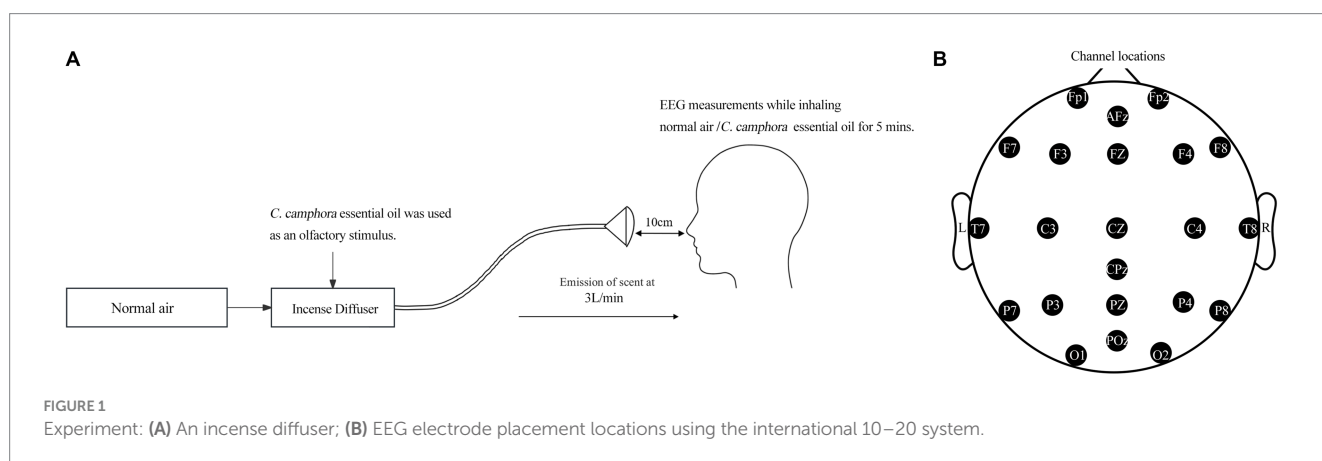 A
B
Channel locations
EEG measurements while inhaling
normal air /C. camphora essential oil for 5 mins.
C. camphora essential oil was used
as an olfactory stimulus.
10cm
Normal air
Incense Diffuser
Emission of scent at
3L/min
Fp1 Fp2
AFz
F7 F3 FZ F4 F8
L T7 C3 CZ C4 T8 R
CPz
P7 P3 PZ P4 P8
POz
O1 O2
FIGURE 1
Experiment: (A) An incense diffuser; (B) EEG electrode placement locations using the international 10–20 system.